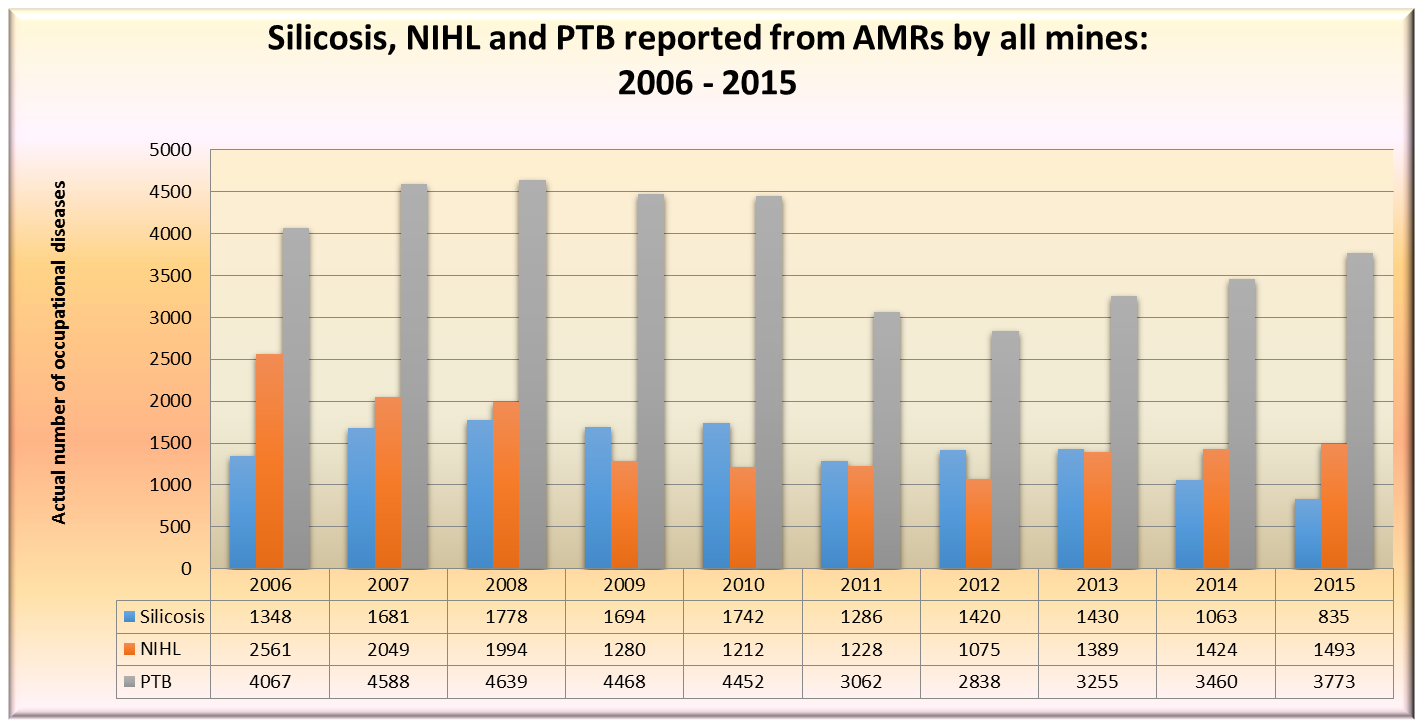 Silicosis, NIHL and PTB reported from AMRs by all mines:
2006 - 2015
Actual number of occupational diseases
5000
4500
4000
3500
3000
2500
2000
1500
1000
500
0
2006 2007 2008 2009 2010 2011 2012 2013 2014 2015
Silicosis 1348 1681 1778 1694 1742 1286 1420 1430 1063 835
NIHL 2561 2049 1994 1280 1212 1228 1075 1389 1424 1493
PTB 4067 4588 4639 4468 4452 3062 2838 3255 3460 3773